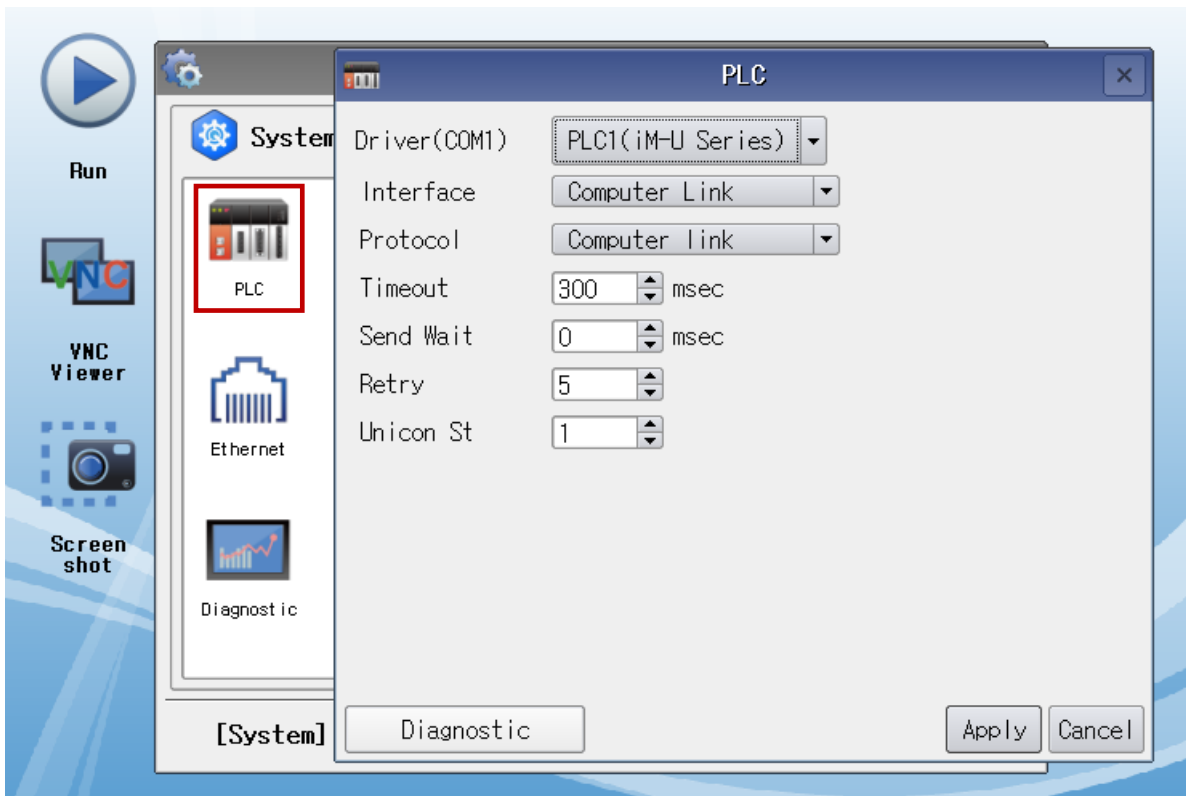 Run
VNC
VNC
Viewer
Screen
shot
System
PLC
Ethernet
Diagnostic
[System]
PLC
Driver(COM1) PLC1(iM-U Series)
Interface Computer Link
Protocol Computer link
Timeout 300 msec
Send Wait 0 msec
Retry 5
Unicon St 1
Diagnostic Apply Cancel